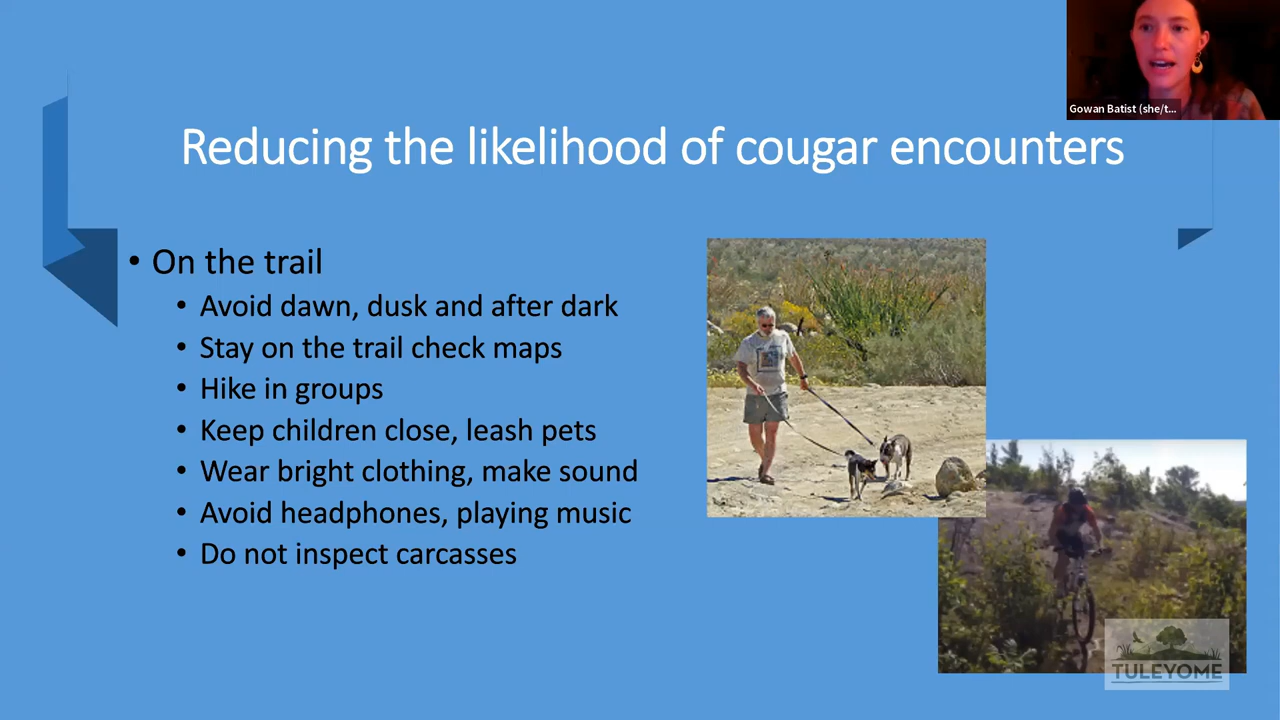 Gowan Batist (she/t...
Reducing the likelihood of cougar encounters
• On the trail
• Avoid dawn, dusk and after dark
• Stay on the trail check maps
• Hike in groups
• Keep children close, leash pets
• Wear bright clothing, make sound
• Avoid headphones, playing music
• Do not inspect carcasses
TULEYOME